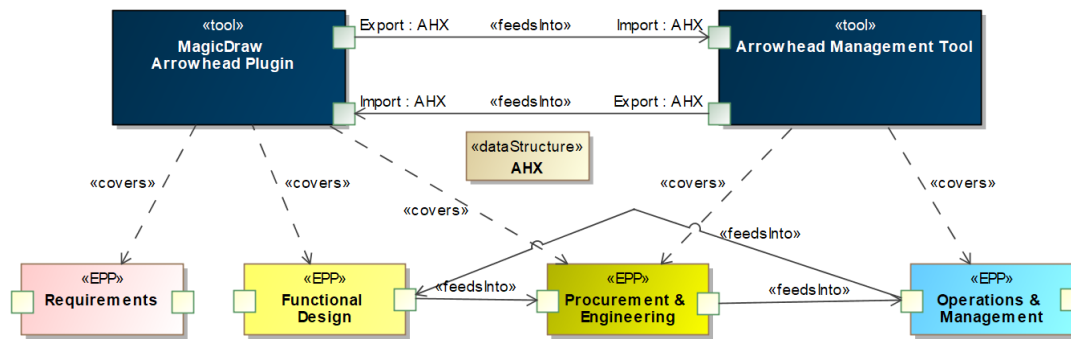 «tool»
MagicDraw
Arrowhead Plugin
Export : AHX
«feedsInto»
Import : AHX
«tool»
Arrowhead Management Tool
Import : AHX
«feedsInto»
Export : AHX
«dataStructure»
AHX
«covers»
«covers»
«covers»
«covers»
«covers»
«feedsInto»
«EPP»
Requirements
«EPP»
Functional
Design
«feedsInto»
«EPP»
Procurement &
Engineering
«feedsInto»
«EPP»
Operations &
Management